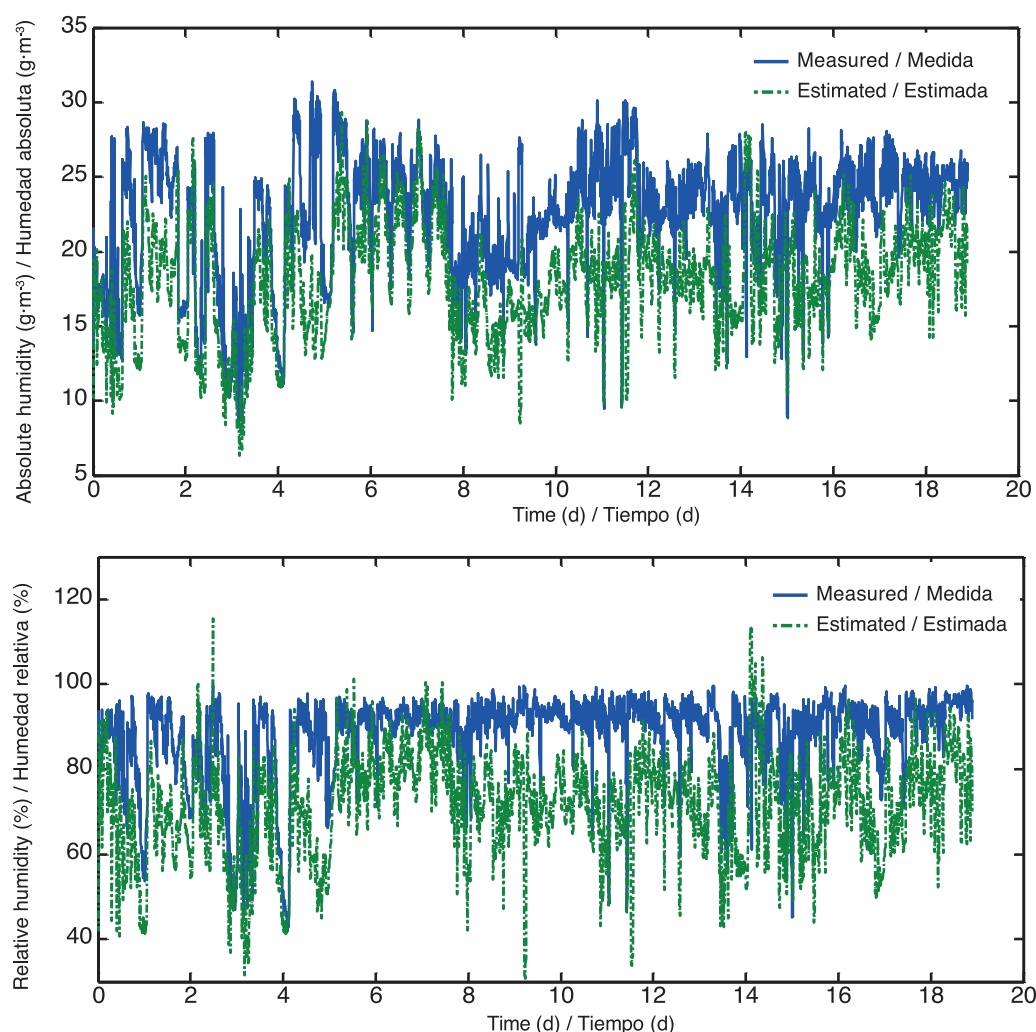 35
30
25
20
15
10
5
Absolute humidity (g·m⁻³) / Humedad absoluta (g·m⁻³)
Measured / Medida
Estimated / Estimada
0 2 4 6 8 10 12 14 16 18 20
Time (d) / Tiempo (d)
120
100
80
60
40
Relative humidity (%) / Humedad relativa (%)
Measured / Medida
Estimated / Estimada
0 2 4 6 8 10 12 14 16 18 20
Time (d) / Tiempo (d)